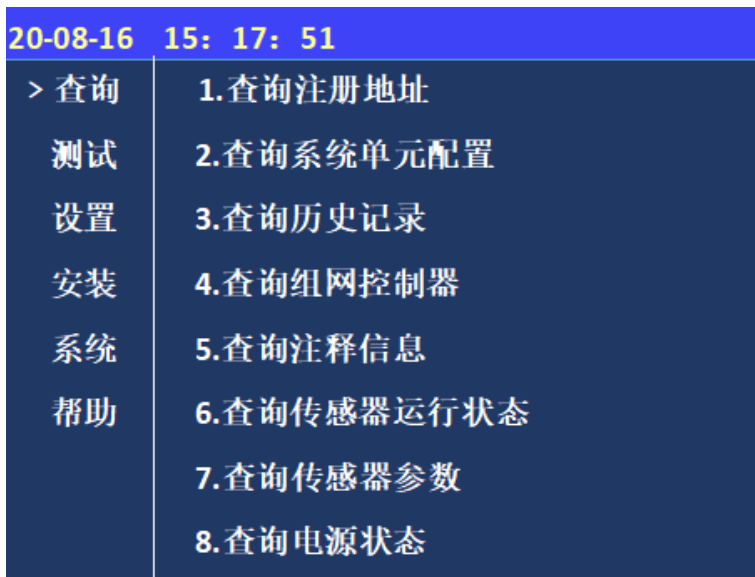 20-08-16 15：17：51
> 查询 1.查询注册地址
测试 2.查询系统单元配置
设置 3.查询历史记录
安装 4.查询组网控制器
系统 5.查询注释信息
帮助 6.查询传感器运行状态
7.查询传感器参数
8.查询电源状态